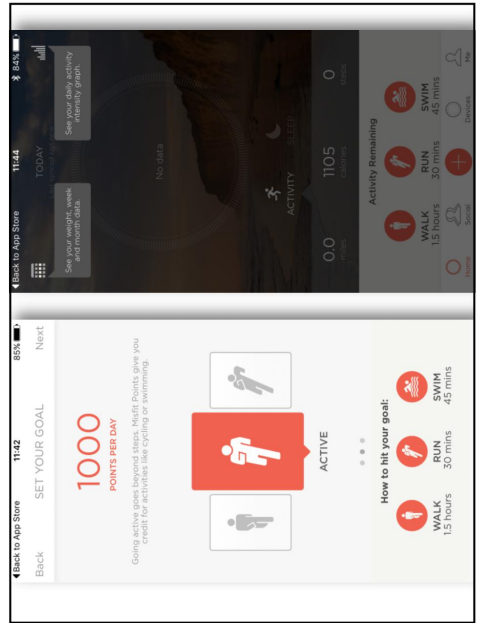 Back to App Store 11:42 85%
Back SET YOUR GOAL Next
1000
POINTS PER DAY
Going active goes beyond steps. Misfit Points give you
credit for activities like cycling or swimming.
ACTIVE
How to hit your goal:
WALK RUN SWIM
1.5 hours 30 mins 45 mins
Back to App Store 11:44 84%
TODAY
See your weight, week
and month data.
See your daily activity
intensity graph.
No data
ACTIVITY SLEEP
0.0 1105 0
miles calories steps
Activity Remaining
WALK RUN SWIM
1.5 hours 30 mins 45 mins
Home Social Devices Me